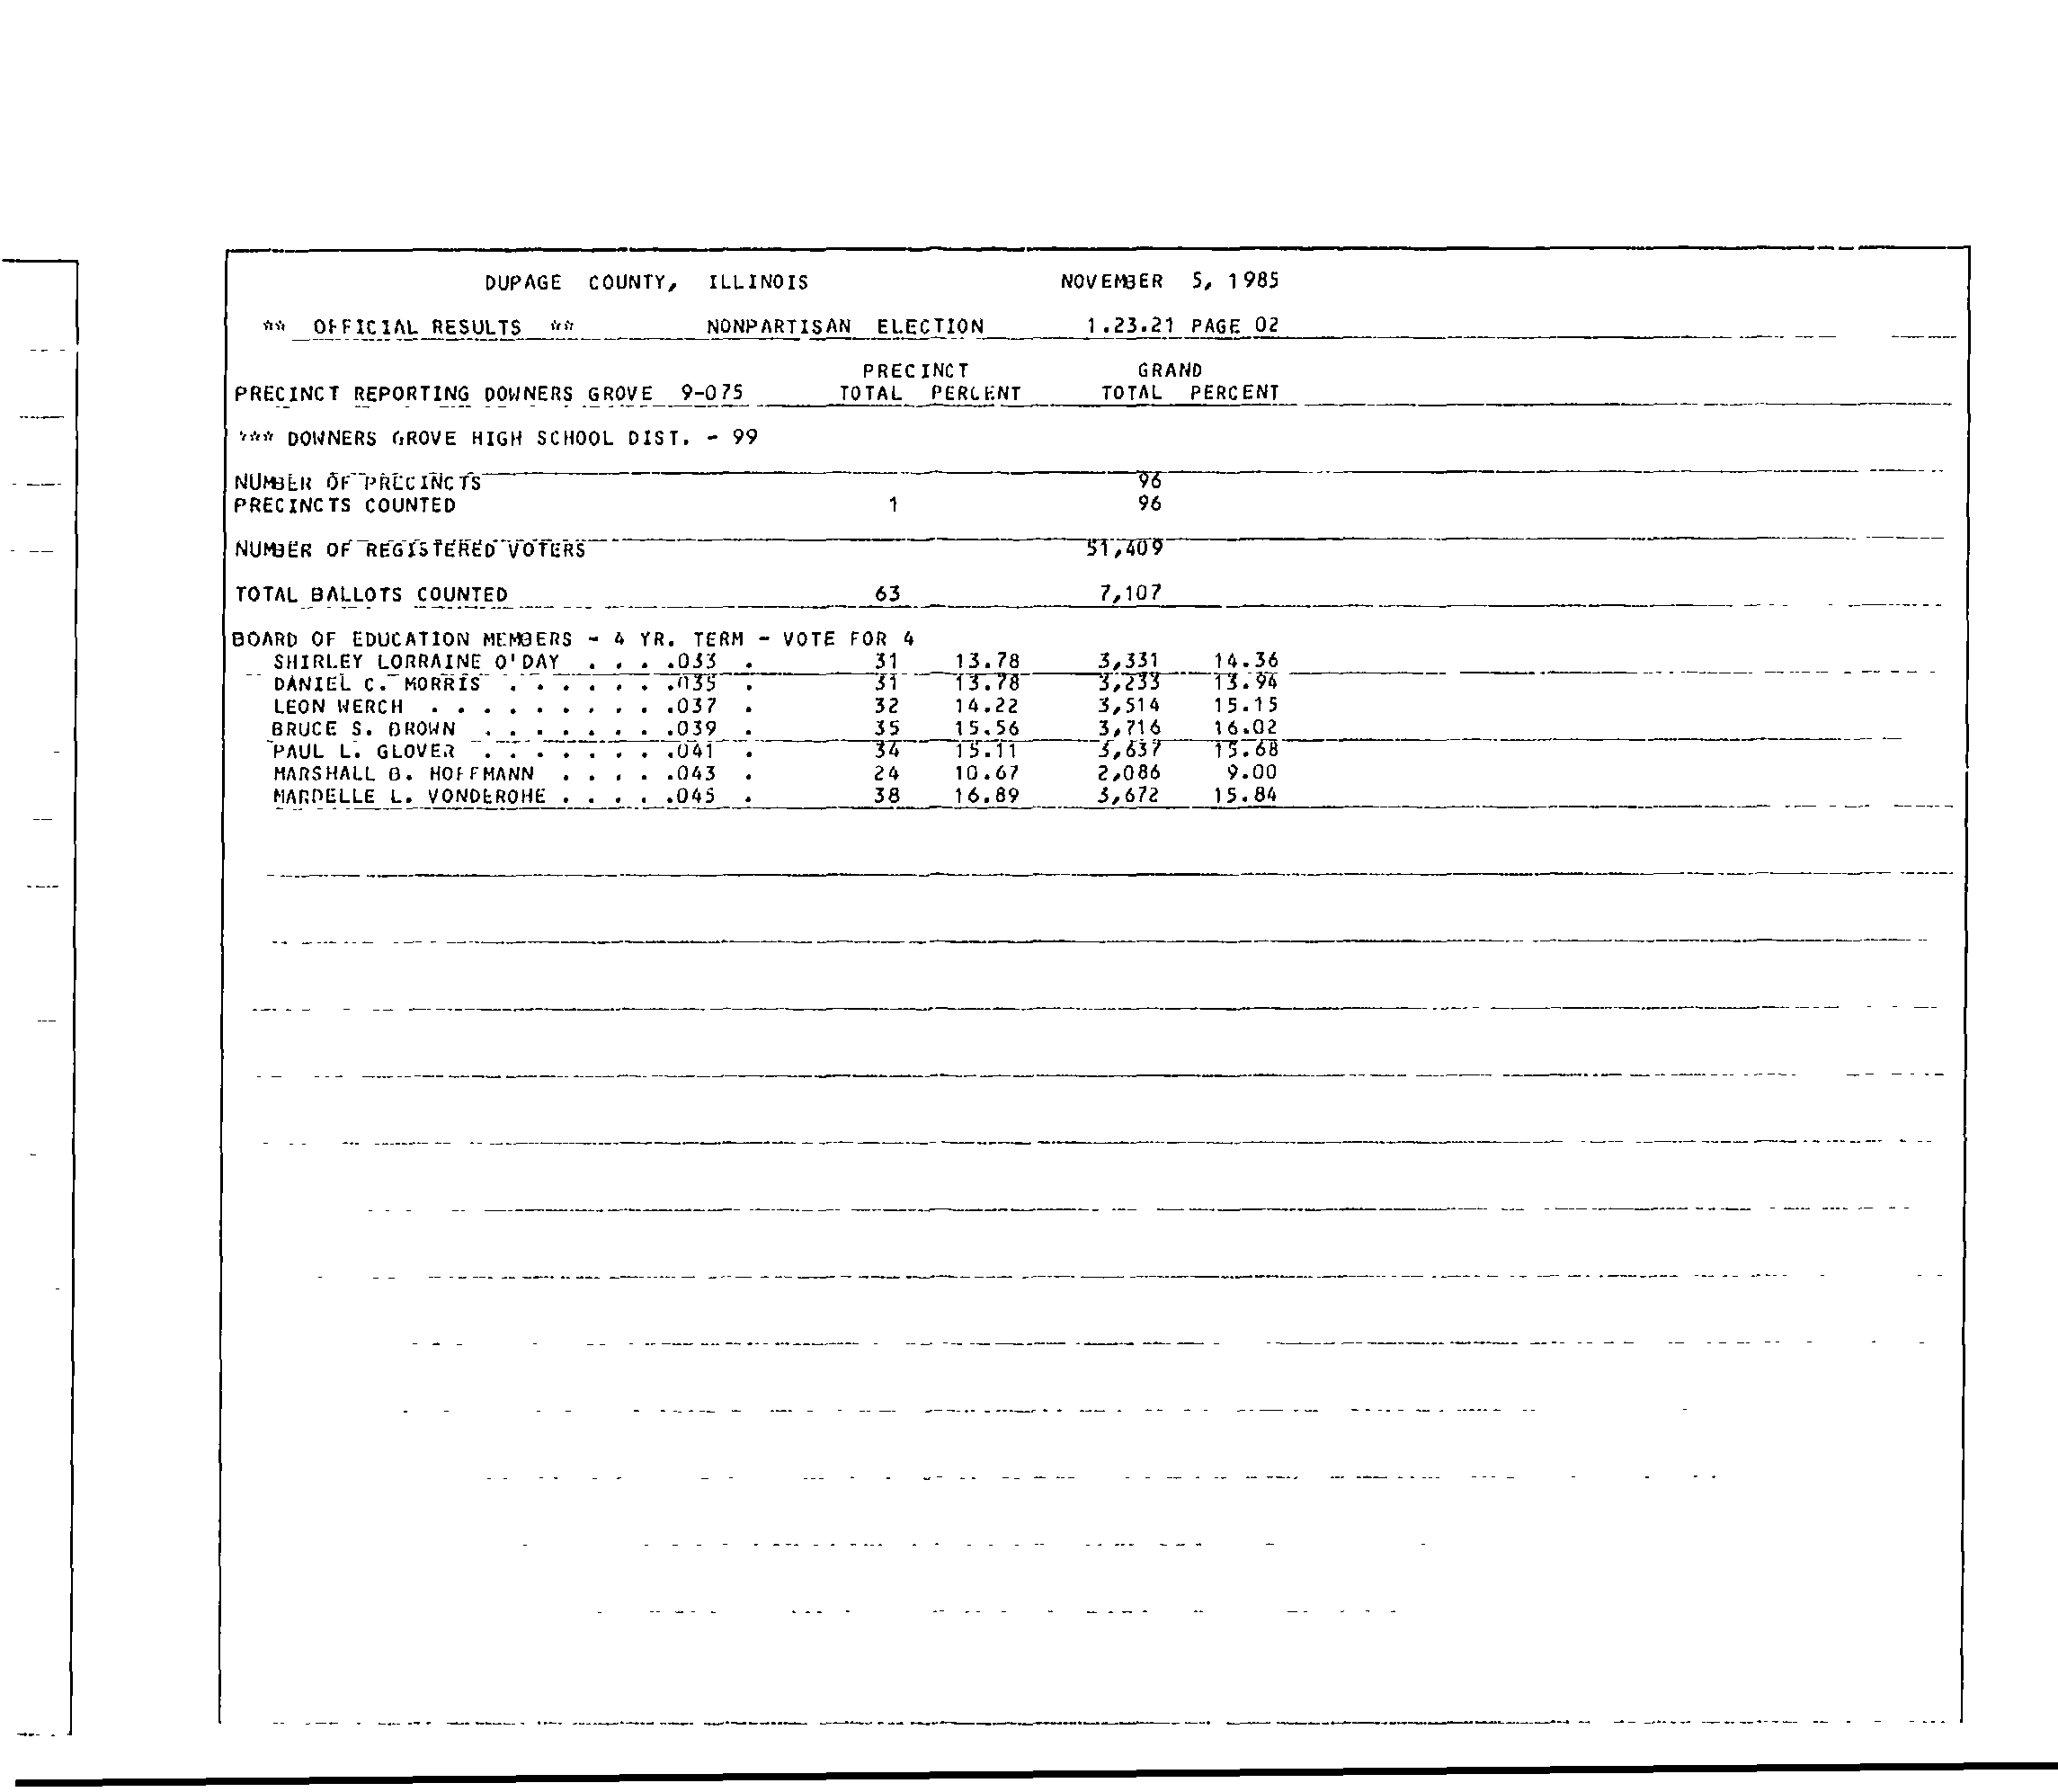 DUPAGE COUNTY, ILLINOIS NOVEMBER 5, 1985
** OFFICIAL RESULTS ** NONPARTISAN ELECTION 1.23.21 PAGE 02
PRECINCT GRAND
PRECINCT REPORTING DOWNERS GROVE 9-075 TOTAL PERCENT TOTAL PERCENT
*** DOWNERS GROVE HIGH SCHOOL DIST. - 99
NUMBER OF PRECINCTS 96
PRECINCTS COUNTED 1 96
NUMBER OF REGISTERED VOTERS 51,409
TOTAL BALLOTS COUNTED 63 7,107
BOARD OF EDUCATION MEMBERS - 4 YR. TERM - VOTE FOR 4
SHIRLEY LORRAINE O'DAY . . . .033 . 31 13.78 3,331 14.36
DANIEL C. MORRIS . . . . . . .035 . 31 13.78 3,233 13.94
LEON WERCH . . . . . . . . . .037 . 32 14.22 3,514 15.15
BRUCE S. BROWN . . . . . . . .039 . 35 15.56 3,716 16.02
PAUL L. GLOVER . . . . . . . .041 . 34 15.11 3,637 15.68
MARSHALL B. HOFFMANN . . . . .043 . 24 10.67 2,086 9.00
MARDELLE L. VONDEROHE . . . . .045 . 38 16.89 3,672 15.84